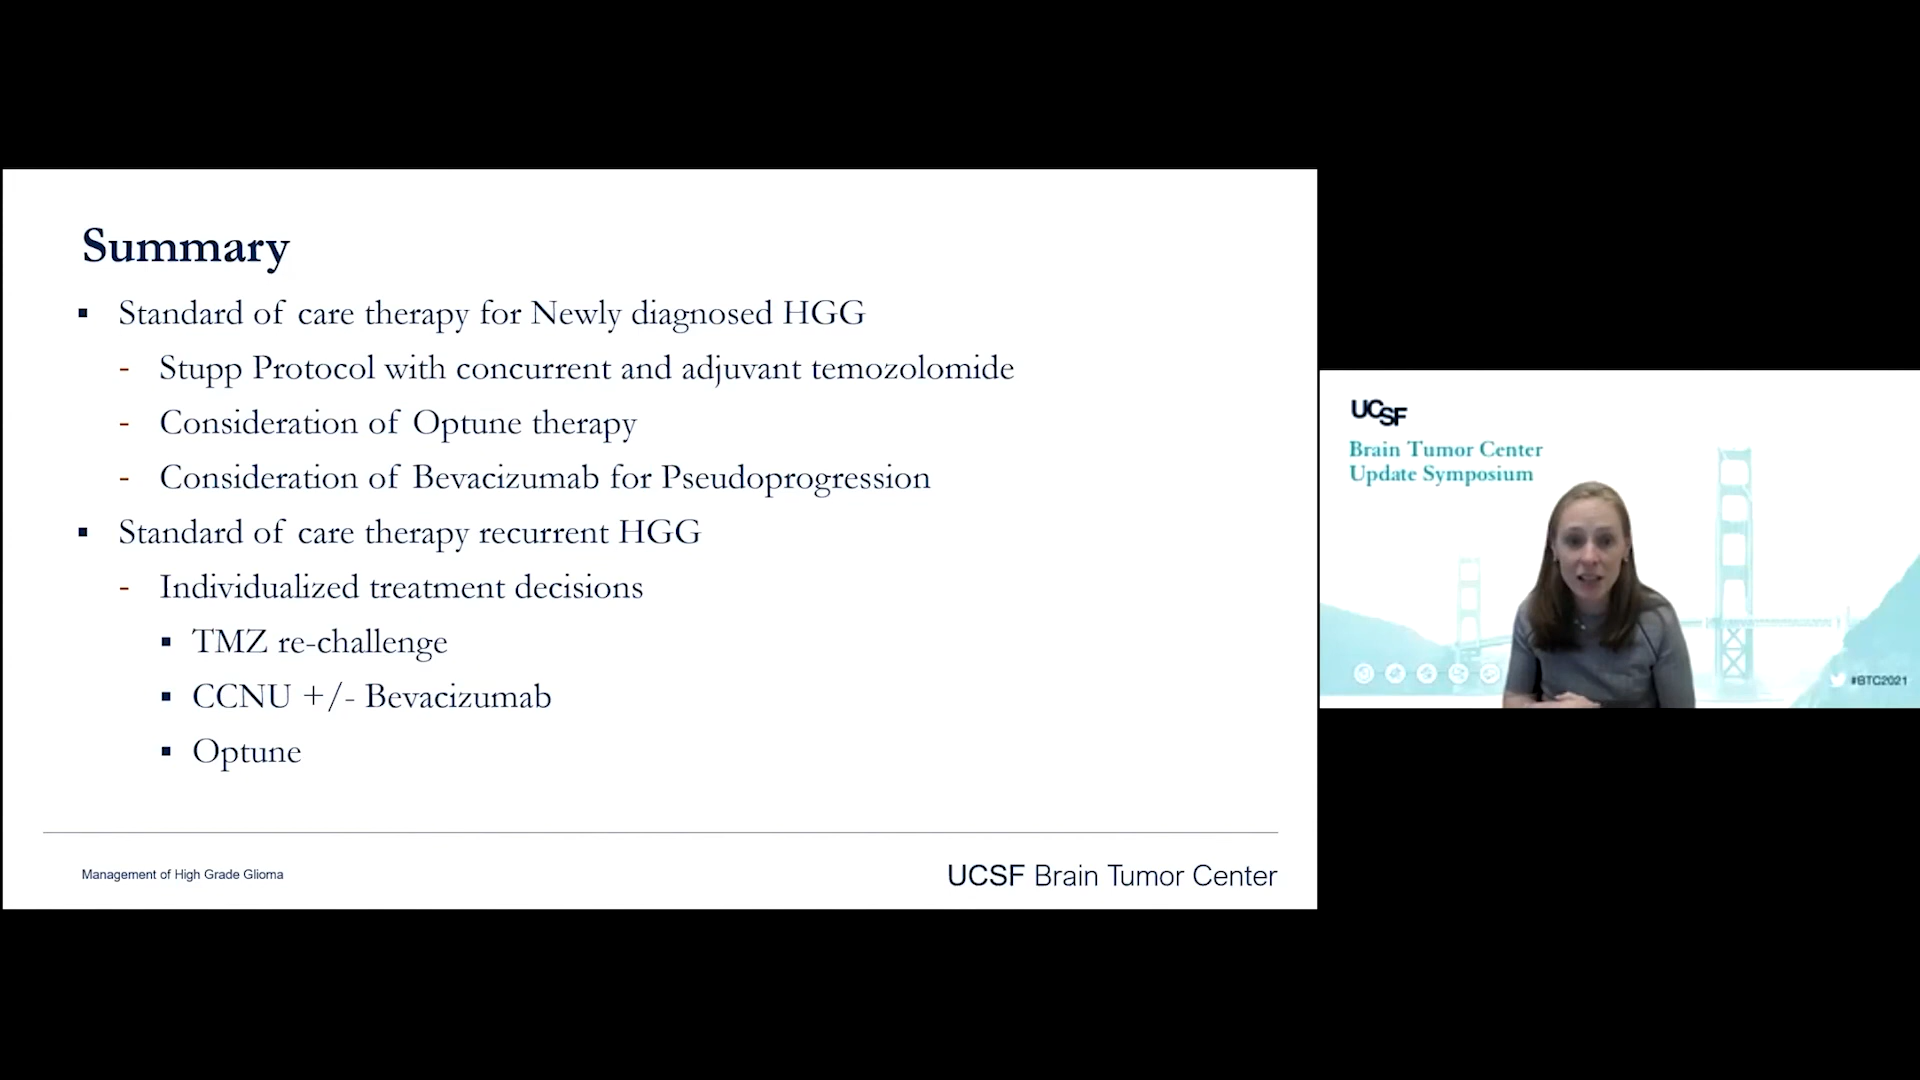 Summary
▪ Standard of care therapy for Newly diagnosed HGG
- Stupp Protocol with concurrent and adjuvant temozolomide
- Consideration of Optune therapy
- Consideration of Bevacizumab for Pseudoprogression
▪ Standard of care therapy recurrent HGG
- Individualized treatment decisions
▪ TMZ re-challenge
▪ CCNU +/- Bevacizumab
▪ Optune
Management of High Grade Glioma
UCSF Brain Tumor Center
UCSF
Brain Tumor Center
Update Symposium
#BTC2021